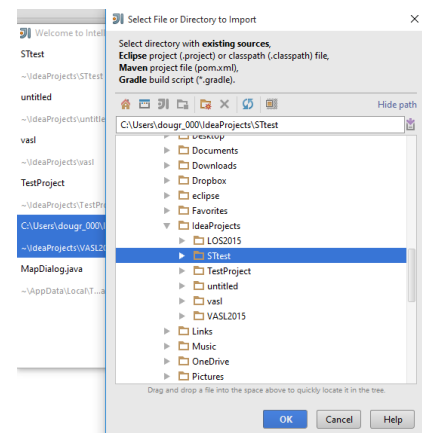 Welcome to Intell
STtest
~\IdeaProjects\STtest
untitled
~\IdeaProjects\untitle
vasl
~\IdeaProjects\vasl
TestProject
~\IdeaProjects\TestPr
C:\Users\dougr_000\I
~\IdeaProjects\VASL20
MapDialog.java
~\AppData\Local\T...a
Select File or Directory to Import
Select directory with existing sources,
Eclipse project (.project) or classpath (.classpath) file,
Maven project file (pom.xml),
Gradle build script (*.gradle).
Hide path
C:\Users\dougr_000\IdeaProjects\STtest
Desktop
Documents
Downloads
Dropbox
eclipse
Favorites
IdeaProjects
LOS2015
STtest
TestProject
untitled
vasl
VASL2015
Links
Music
OneDrive
Pictures
Drag and drop a file into the space above to quickly locate it in the tree.
OK Cancel Help